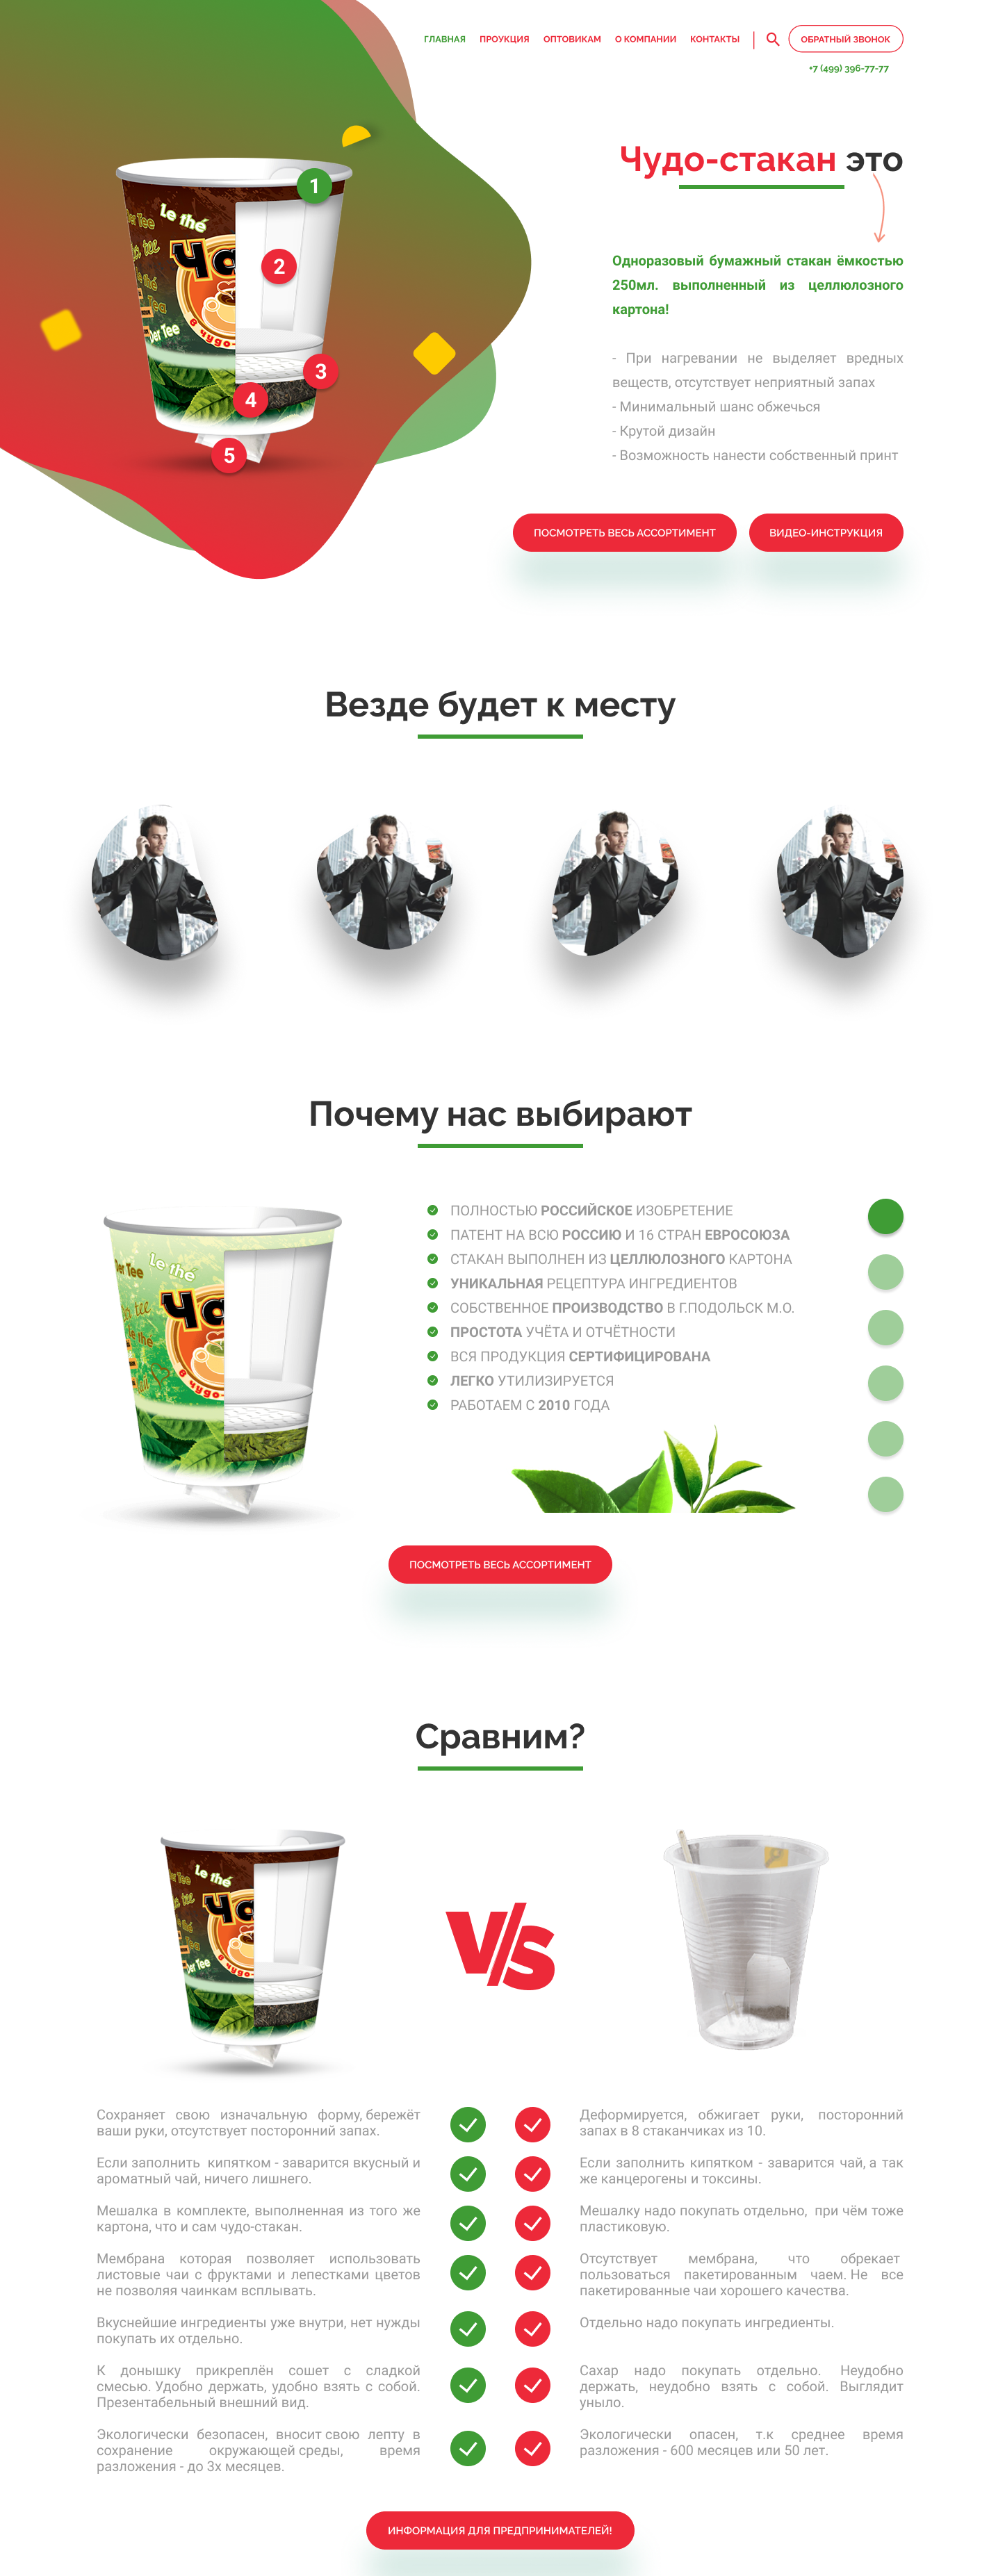 ГЛАВНАЯ ПРОУКЦИЯ ОПТОВИКАМ О КОМПАНИИ КОНТАКТЫ ОБРАТНЫЙ ЗВОНОК
+7 (499) 396-77-77
Чудо-стакан это
Одноразовый бумажный стакан ёмкостью
250мл. выполненный из целлюлозного
картона!
- При нагревании не выделяет вредных
веществ, отсутствует неприятный запах
- Минимальный шанс обжечься
- Крутой дизайн
- Возможность нанести собственный принт
ПОСМОТРЕТЬ ВЕСЬ АССОРТИМЕНТ ВИДЕО-ИНСТРУКЦИЯ
1
2
3
4
5
Le thé
Der Tee
Везде будет к месту
Почему нас выбирают
Der Tee
Le thé
ПОЛНОСТЬЮ РОССИЙСКОЕ ИЗОБРЕТЕНИЕ
ПАТЕНТ НА ВСЮ РОССИЮ И 16 СТРАН ЕВРОСОЮЗА
СТАКАН ВЫПОЛНЕН ИЗ ЦЕЛЛЮЛОЗНОГО КАРТОНА
УНИКАЛЬНАЯ РЕЦЕПТУРА ИНГРЕДИЕНТОВ
СОБСТВЕННОЕ ПРОИЗВОДСТВО В Г.ПОДОЛЬСК М.О.
ПРОСТОТА УЧЁТА И ОТЧЁТНОСТИ
ВСЯ ПРОДУКЦИЯ СЕРТИФИЦИРОВАНА
ЛЕГКО УТИЛИЗИРУЕТСЯ
РАБОТАЕМ С 2010 ГОДА
ПОСМОТРЕТЬ ВЕСЬ АССОРТИМЕНТ
Сравним?
Le thé
Der Tee
V/S
Сохраняет свою изначальную форму, бережёт
ваши руки, отсутствует посторонний запах.
Деформируется, обжигает руки, посторонний
запах в 8 стаканчиках из 10.
Если заполнить кипятком - заварится вкусный и
ароматный чай, ничего лишнего.
Если заполнить кипятком - заварится чай, а так
же канцерогены и токсины.
Мешалка в комплекте, выполненная из того же
картона, что и сам чудо-стакан.
Мешалку надо покупать отдельно, при чём тоже
пластиковую.
Мембрана которая позволяет использовать
листовые чаи с фруктами и лепестками цветов
не позволяя чаинкам всплывать.
Отсутствует мембрана, что обрекает
пользоваться пакетированным чаем. Не все
пакетированные чаи хорошего качества.
Вкуснейшие ингредиенты уже внутри, нет нужды
покупать их отдельно.
Отдельно надо покупать ингредиенты.
К донышку прикреплён сошет с сладкой
смесью. Удобно держать, удобно взять с собой.
Презентабельный внешний вид.
Сахар надо покупать отдельно. Неудобно
держать, неудобно взять с собой. Выглядит
уныло.
Экологически безопасен, вносит свою лепту в
сохранение окружающей среды, время
разложения - до 3х месяцев.
Экологически опасен, т.к среднее время
разложения - 600 месяцев или 50 лет.
ИНФОРМАЦИЯ ДЛЯ ПРЕДПРИНИМАТЕЛЕЙ!